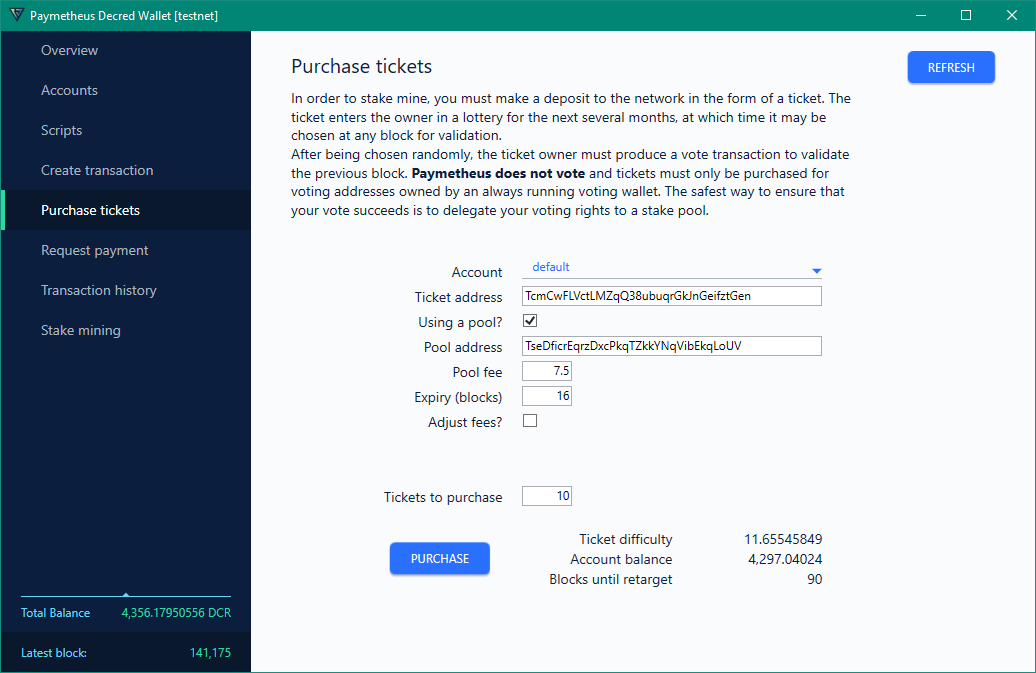 Paymetheus Decred Wallet [testnet]
Overview
Accounts
Scripts
Create transaction
Purchase tickets
Request payment
Transaction history
Stake mining
Total Balance 4,356.17950556 DCR
Latest block: 141,175
Purchase tickets
REFRESH
In order to stake mine, you must make a deposit to the network in the form of a ticket. The
ticket enters the owner in a lottery for the next several months, at which time it may be
chosen at any block for validation.
After being chosen randomly, the ticket owner must produce a vote transaction to validate
the previous block. Paymetheus does not vote and tickets must only be purchased for
voting addresses owned by an always running voting wallet. The safest way to ensure that
your vote succeeds is to delegate your voting rights to a stake pool.
Account default
Ticket address TcmCwFLVctLMZqQ38ubuqrGkJnGeifztGen
Using a pool?
Pool address TseDficrEqrzDxcPkqTZkkYNqVibEkqLoUV
Pool fee 7.5
Expiry (blocks) 16
Adjust fees?
Tickets to purchase 10
PURCHASE
Ticket difficulty 11.65545849
Account balance 4,297.04024
Blocks until retarget 90